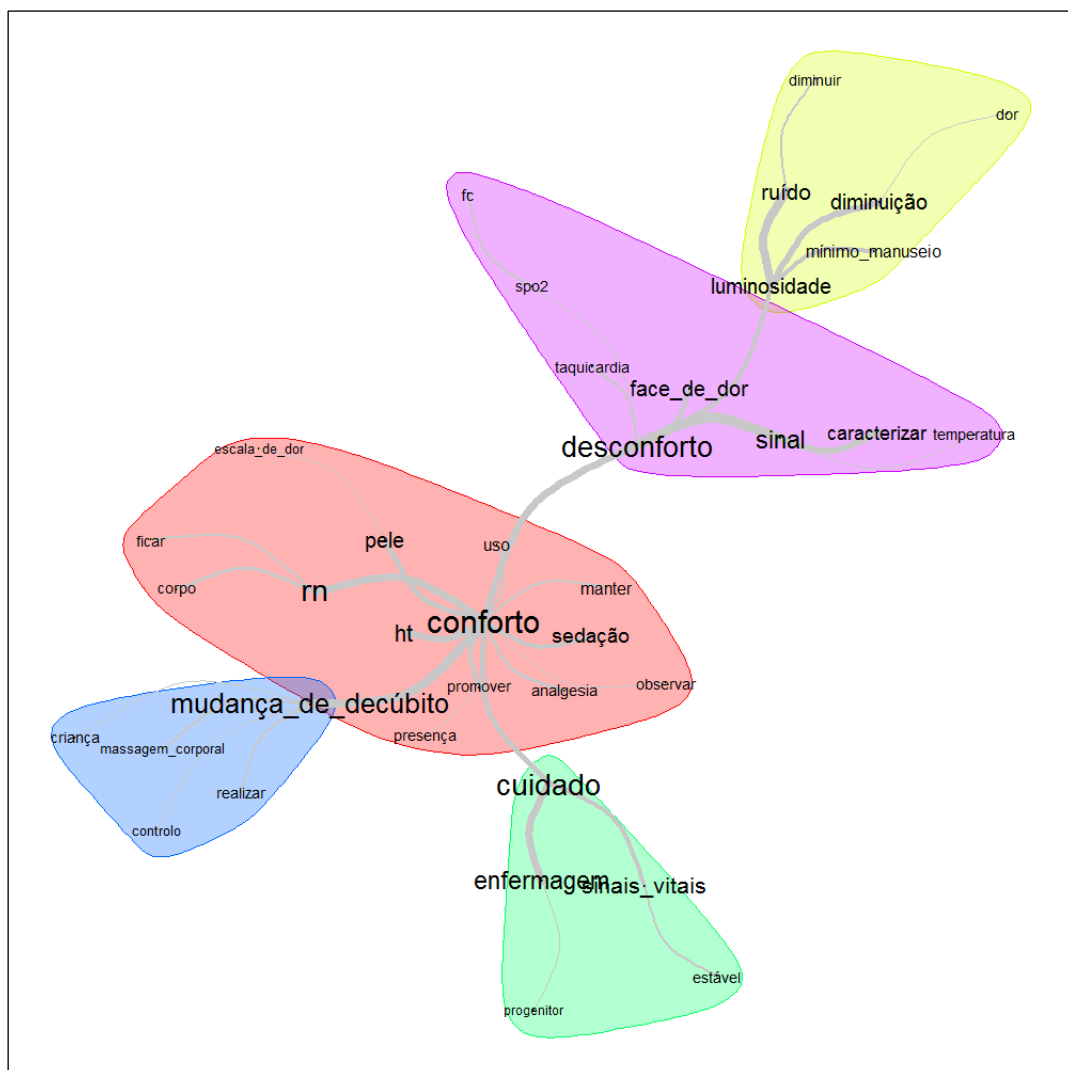 diminuir
dor
ruído
diminuição
mínimo_manuseio
luminosidade
fc
spo2
taquicardia
face_de_dor
desconforto
sinal
caracterizar
temperatura
escala_de_dor
ficar
pele
uso
corpo
rn
manter
conforto
ht
sedação
promover
analgesia
observar
mudança_de_decúbito
presença
criança
massagem_corporal
realizar
controlo
cuidado
enfermagem
sinais_vitais
estável
progenitor